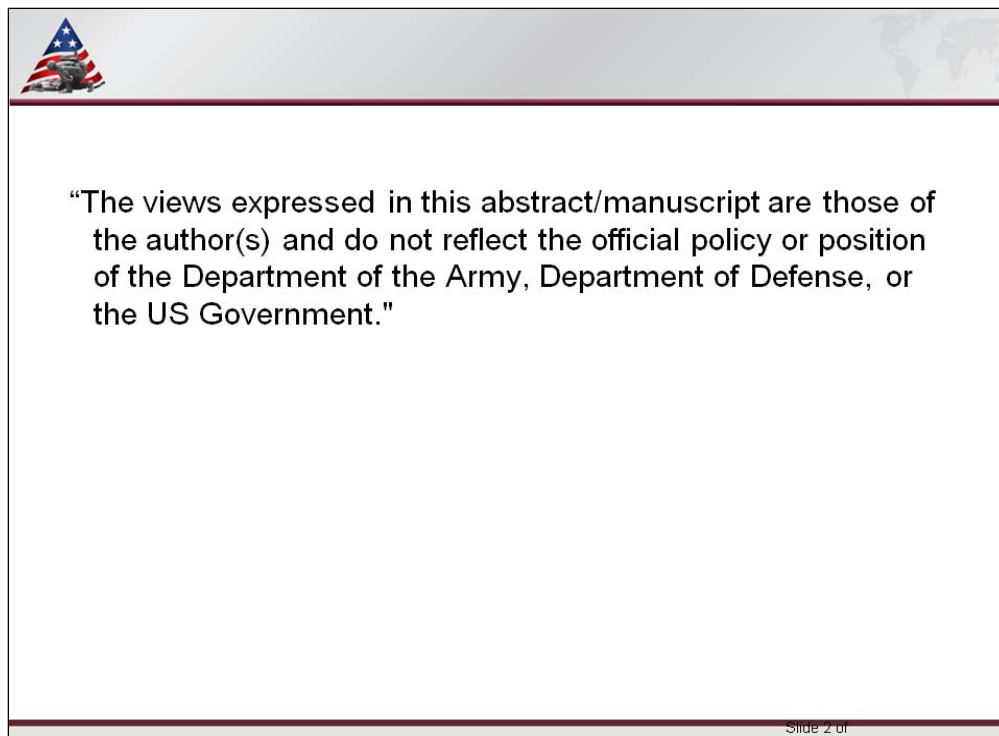 “The views expressed in this abstract/manuscript are those of
the author(s) and do not reflect the official policy or position
of the Department of the Army, Department of Defense, or
the US Government."
Slide 2 of